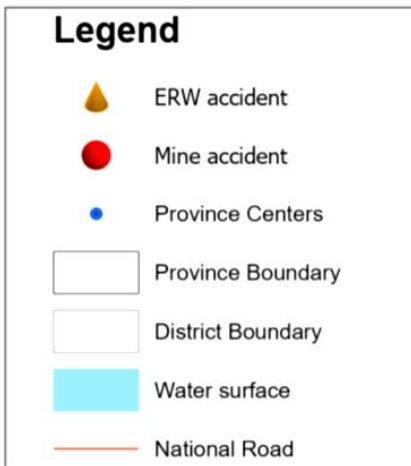 Legend
ERW accident
Mine accident
Province Centers
Province Boundary
District Boundary
Water surface
National Road